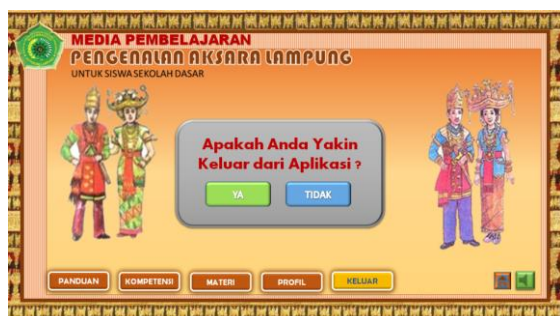 MEDIA PEMBELAJARAN
PENGENALAN AKSARA LAMPUNG
UNTUK SISWA SEKOLAH DASAR
Apakah Anda Yakin
Keluar dari Aplikasi ?
YA
TIDAK
PANDUAN
KOMPETENSI
MATERI
PROFIL
KELUAR